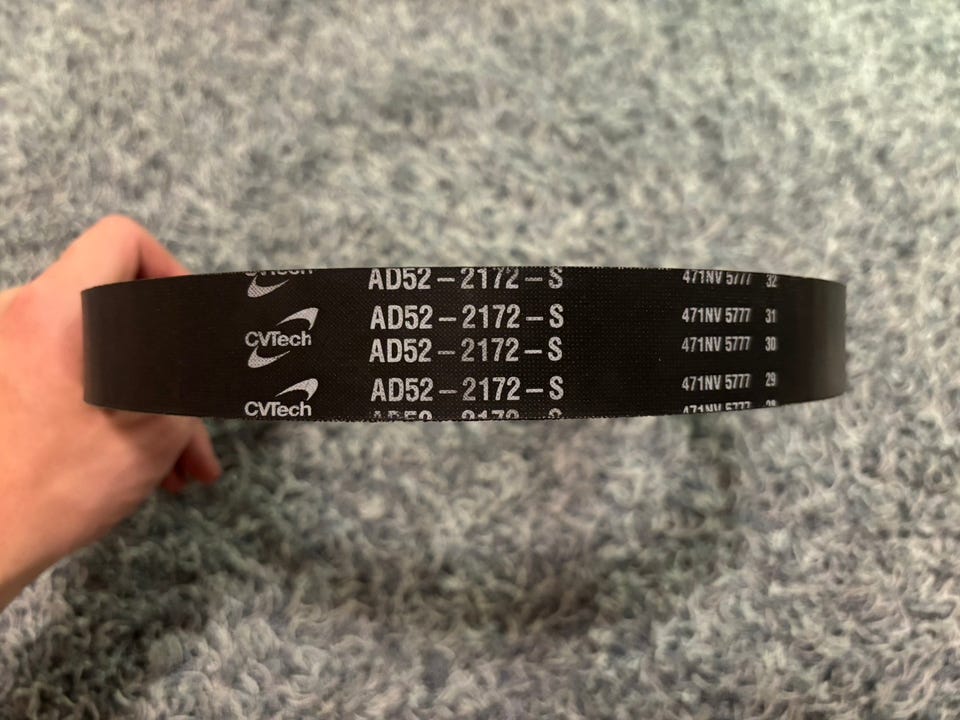 AD52-2172-S 471NV 5777 32
AD52-2172-S 471NV 5777 31
CVTech
AD52-2172-S 471NV 5777 30
AD52-2172-S 471NV 5777 29
CVTech